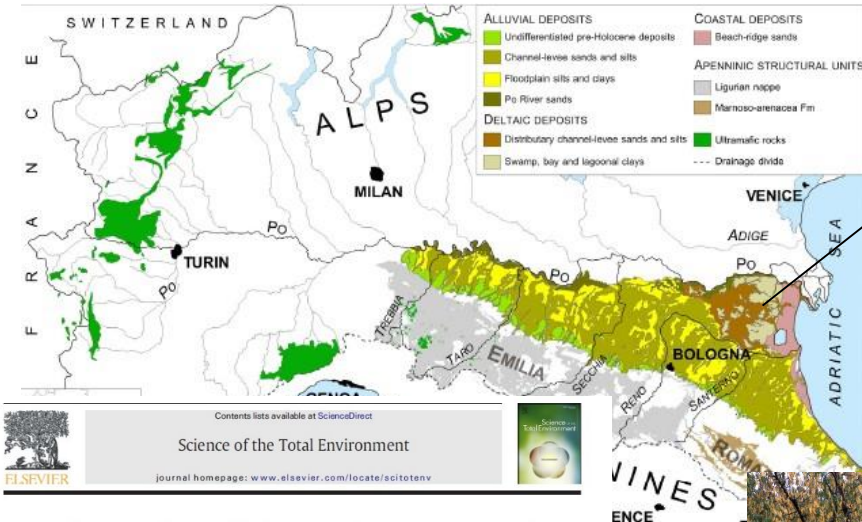 SWITZERLAND
FRANCE
ALPS
MILAN
TURIN
PO
PO
PO
PO
VENICE
ADIGE
ADRIATIC SEA
TREBBIA
TARO
EMILIA
SECCHIA
BOLOGNA
RENO
SANTERNO
ALLUVIAL DEPOSITS
Undifferentiated pre-Holocene deposits
Channel-levee sands and silts
Floodplain silts and clays
Po River sands
DELTAIC DEPOSITS
Distributary channel-levee sands and silts
Swamp, bay and lagoonal clays
COASTAL DEPOSITS
Beach-ridge sands
APENNINIC STRUCTURAL UNITS
Ligurian nappe
Marnoso-arenacea Fm
Ultramafic rocks
Drainage divide
Contents lists available at ScienceDirect
Science of the Total Environment
journal homepage: www.elsevier.com/locate/scitotenv
ELSEVIER